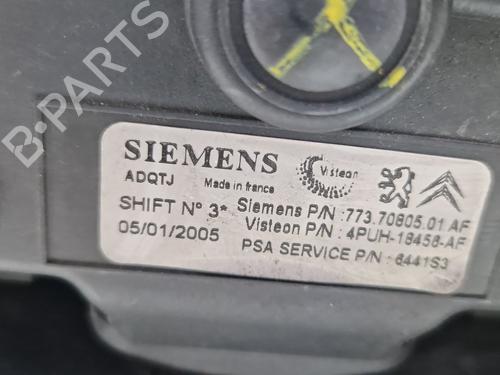 B-PARTS
SIEMENS
Visteon
ADQTJ
Made in france
SHIFT N° 3*
Siemens P/N : 773.70805.01 AF
05/01/2005
Visteon P/N : 4PUH-18458-AF
PSA SERVICE P/N : 6441S3